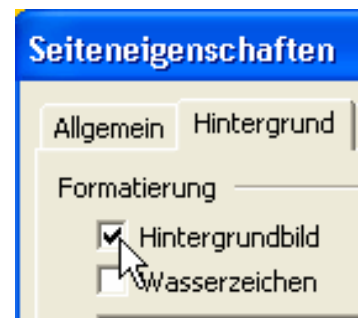 Seiteneigenschaften
Allgemein Hintergrund
Formatierung
Hintergrundbild
Wasserzeichen